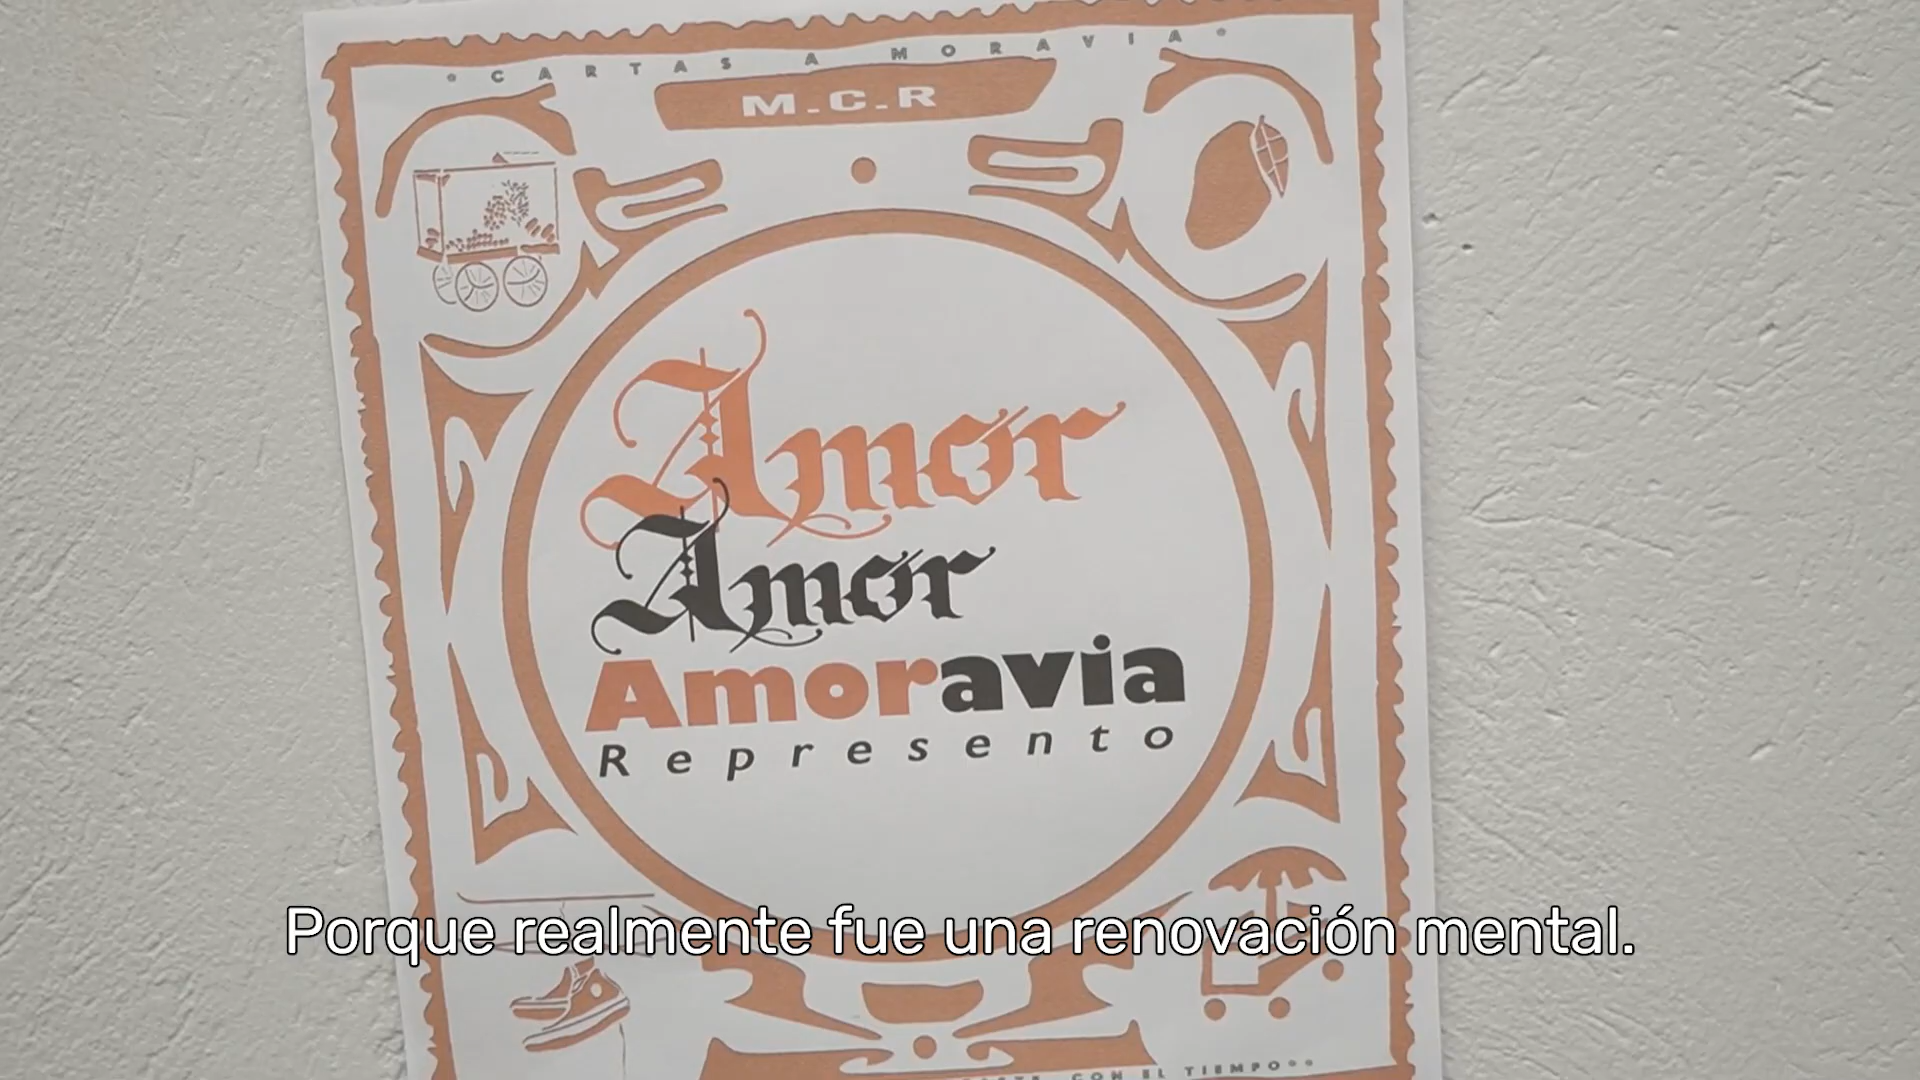 * CARTAS A MORAVIA *
M.C.R
Amor
Amor
Amoravia
Represento
Porque realmente fue una renovación mental.
CON EL TIEMPO**